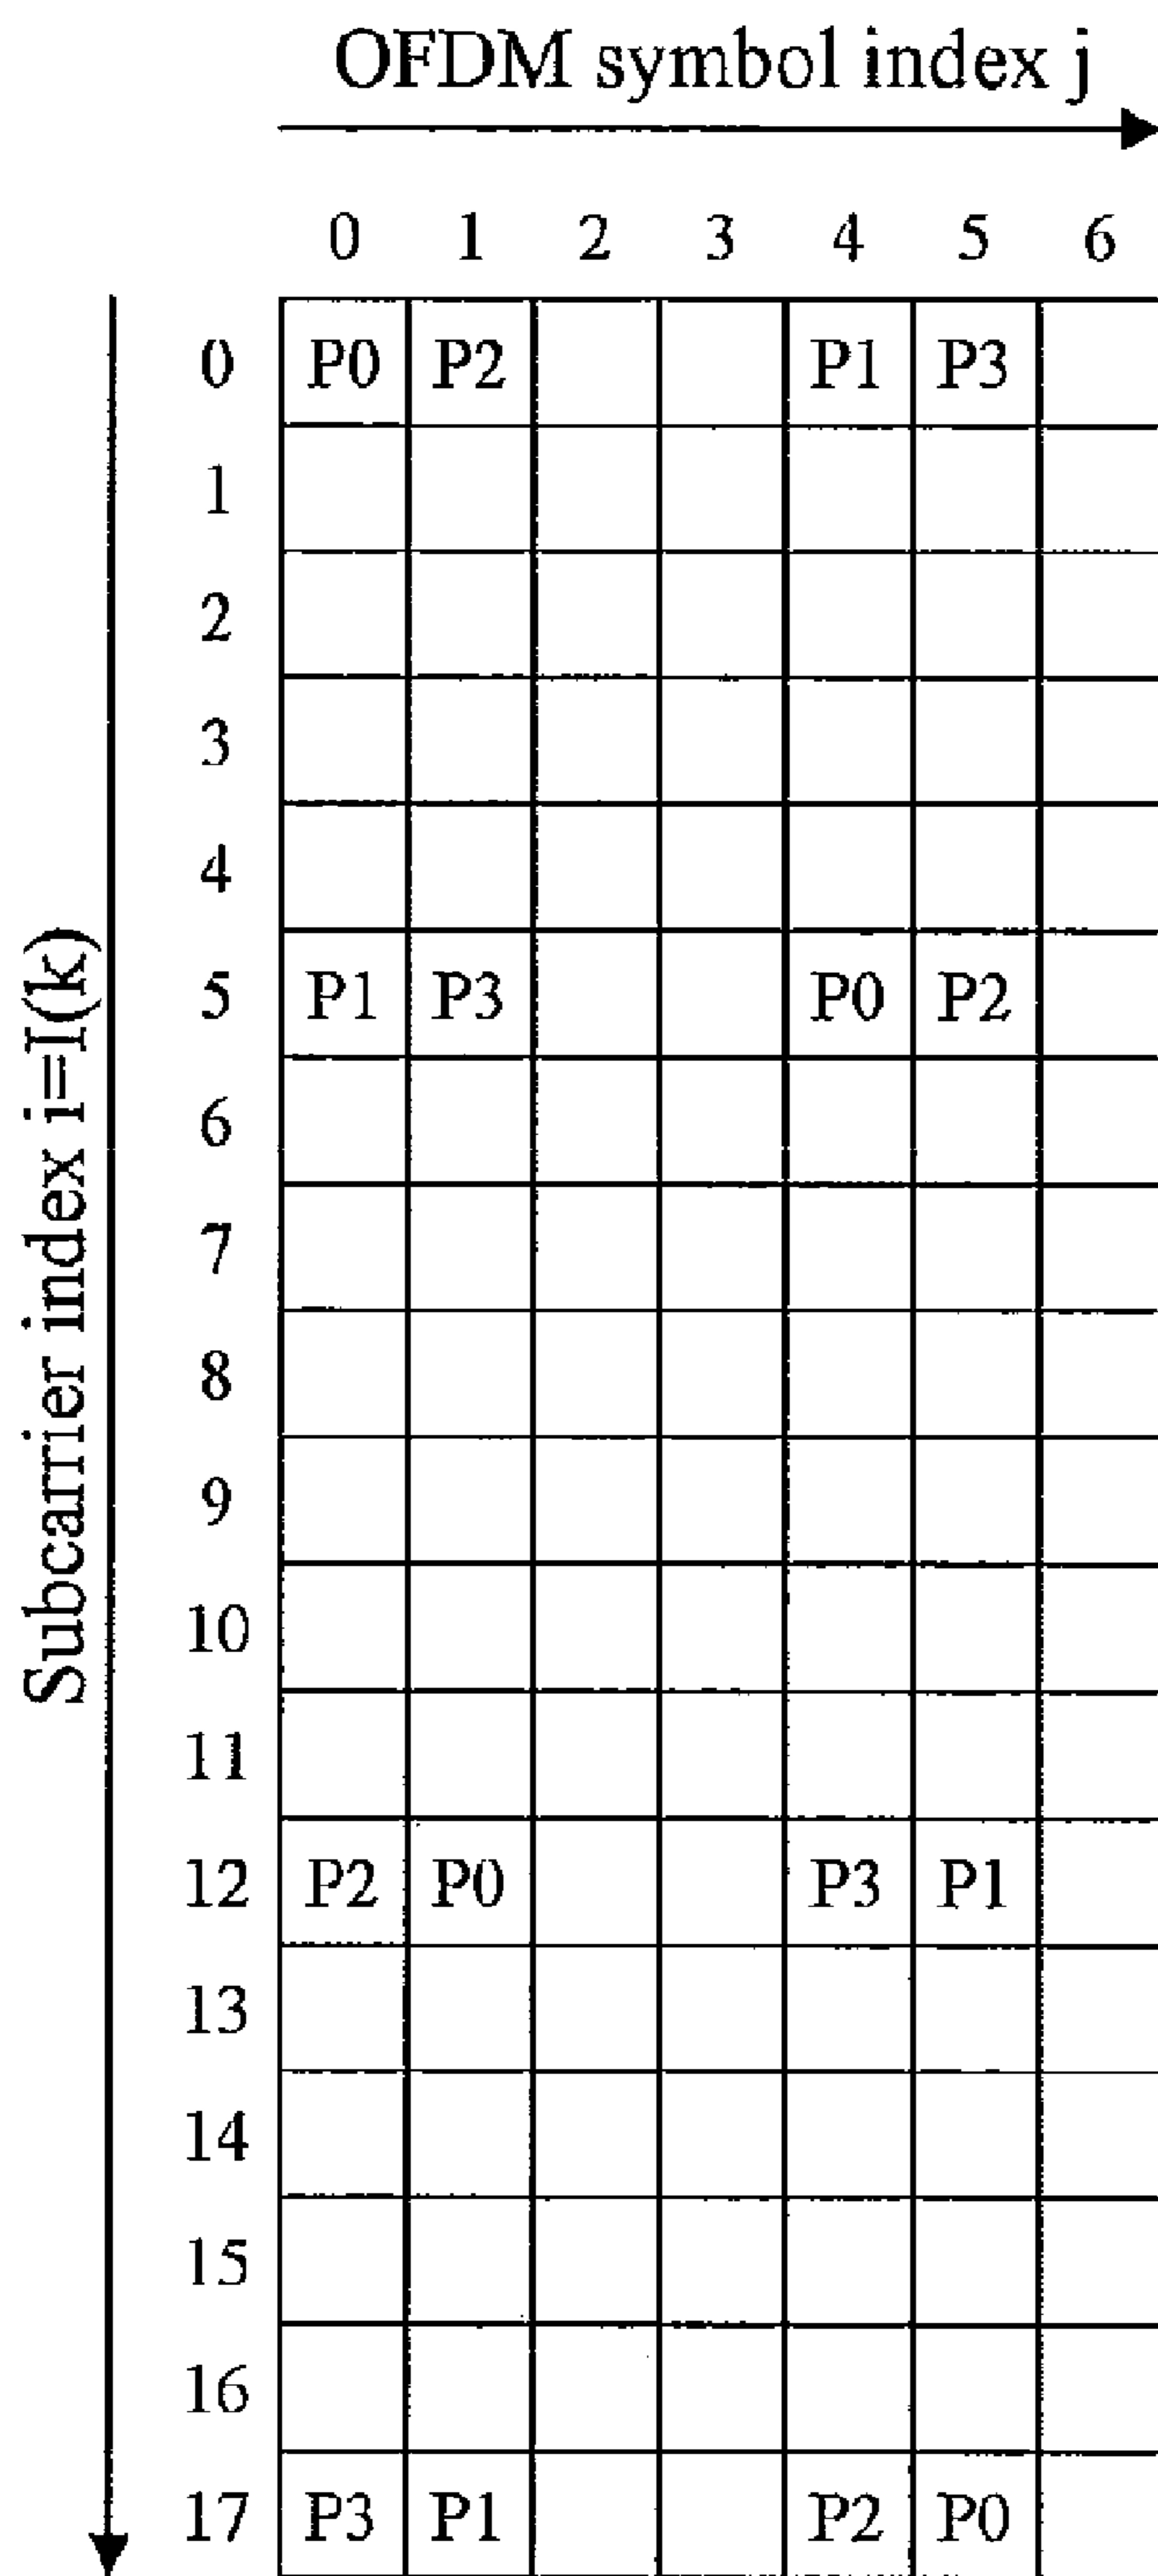 OFDM symbol index j
0 1 2 3 4 5 6
Subcarrier index i=I(k)
0 P0 P2 P1 P3
1
2
3
4
5 P1 P3 P0 P2
6
7
8
9
10
11
12 P2 P0 P3 P1
13
14
15
16
17 P3 P1 P2 P0